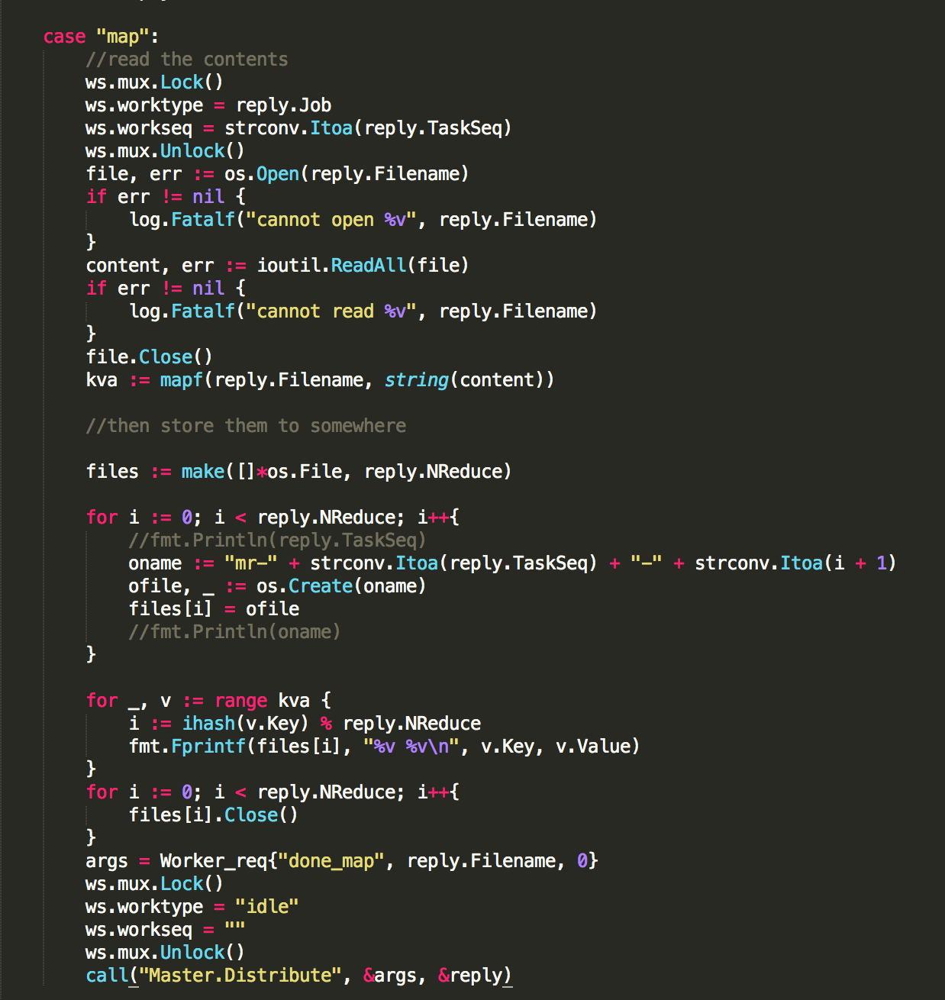 case "map":
//read the contents
ws.mux.Lock()
ws.worktype = reply.Job
ws.workseq = strconv.Itoa(reply.TaskSeq)
ws.mux.Unlock()
file, err := os.Open(reply.Filename)
if err != nil {
log.Fatalf("cannot open %v", reply.Filename)
}
content, err := ioutil.ReadAll(file)
if err != nil {
log.Fatalf("cannot read %v", reply.Filename)
}
file.Close()
kva := mapf(reply.Filename, string(content))
//then store them to somewhere
files := make([]*os.File, reply.NReduce)
for i := 0; i < reply.NReduce; i++{
//fmt.Println(reply.TaskSeq)
oname := "mr-" + strconv.Itoa(reply.TaskSeq) + "-" + strconv.Itoa(i + 1)
ofile, _ := os.Create(oname)
files[i] = ofile
//fmt.Println(oname)
}
for _, v := range kva {
i := ihash(v.Key) % reply.NReduce
fmt.Fprintf(files[i], "%v %v\n", v.Key, v.Value)
}
for i := 0; i < reply.NReduce; i++{
files[i].Close()
}
args = Worker_req{"done_map", reply.Filename, 0}
ws.mux.Lock()
ws.worktype = "idle"
ws.workseq = ""
ws.mux.Unlock()
call("Master.Distribute", &args, &reply)